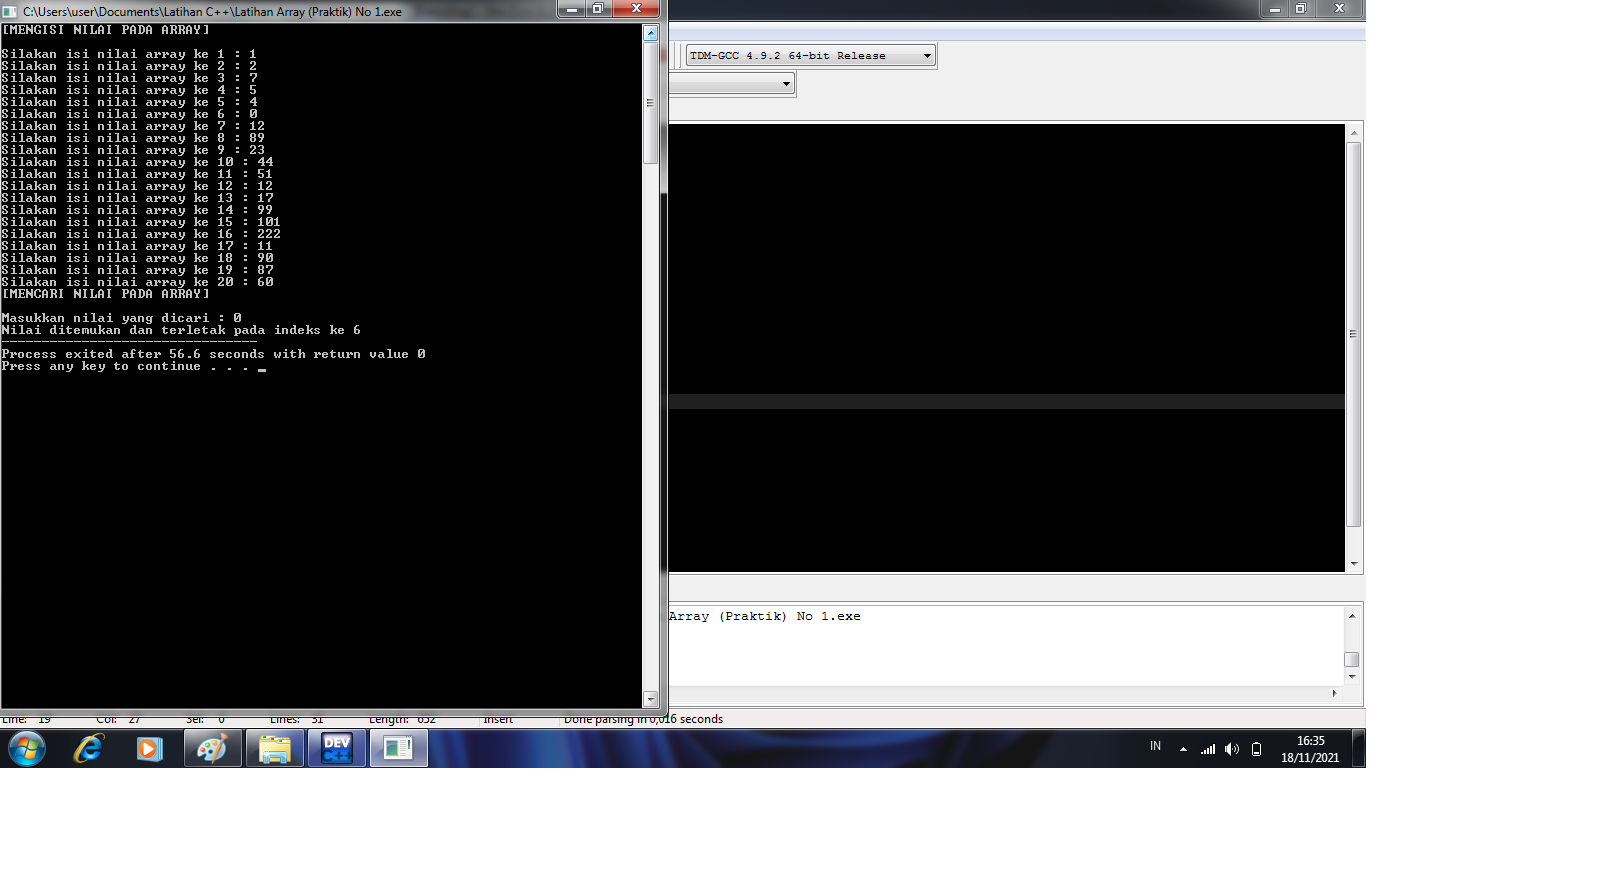 C:\Users\user\Documents\Latihan C++\Latihan Array (Praktik) No 1.exe
[MENGISI NILAI PADA ARRAY]
Silakan isi nilai array ke 1 : 1
Silakan isi nilai array ke 2 : 2
Silakan isi nilai array ke 3 : 7
Silakan isi nilai array ke 4 : 5
Silakan isi nilai array ke 5 : 4
Silakan isi nilai array ke 6 : 0
Silakan isi nilai array ke 7 : 12
Silakan isi nilai array ke 8 : 89
Silakan isi nilai array ke 9 : 23
Silakan isi nilai array ke 10 : 44
Silakan isi nilai array ke 11 : 51
Silakan isi nilai array ke 12 : 12
Silakan isi nilai array ke 13 : 17
Silakan isi nilai array ke 14 : 99
Silakan isi nilai array ke 15 : 101
Silakan isi nilai array ke 16 : 222
Silakan isi nilai array ke 17 : 11
Silakan isi nilai array ke 18 : 90
Silakan isi nilai array ke 19 : 87
Silakan isi nilai array ke 20 : 60
[MENCARI NILAI PADA ARRAY]
Masukkan nilai yang dicari : 0
Nilai ditemukan dan terletak pada indeks ke 6
--------------------------------
Process exited after 56.6 seconds with return value 0
Press any key to continue . . . _
TDM-GCC 4.9.2 64-bit Release
Array (Praktik) No 1.exe
Line: 19 Col: 27 Sel: 0 Lines: 31 Length: 652 Insert Done parsing in 0,016 seconds
DEV C++
IN
16:35
18/11/2021